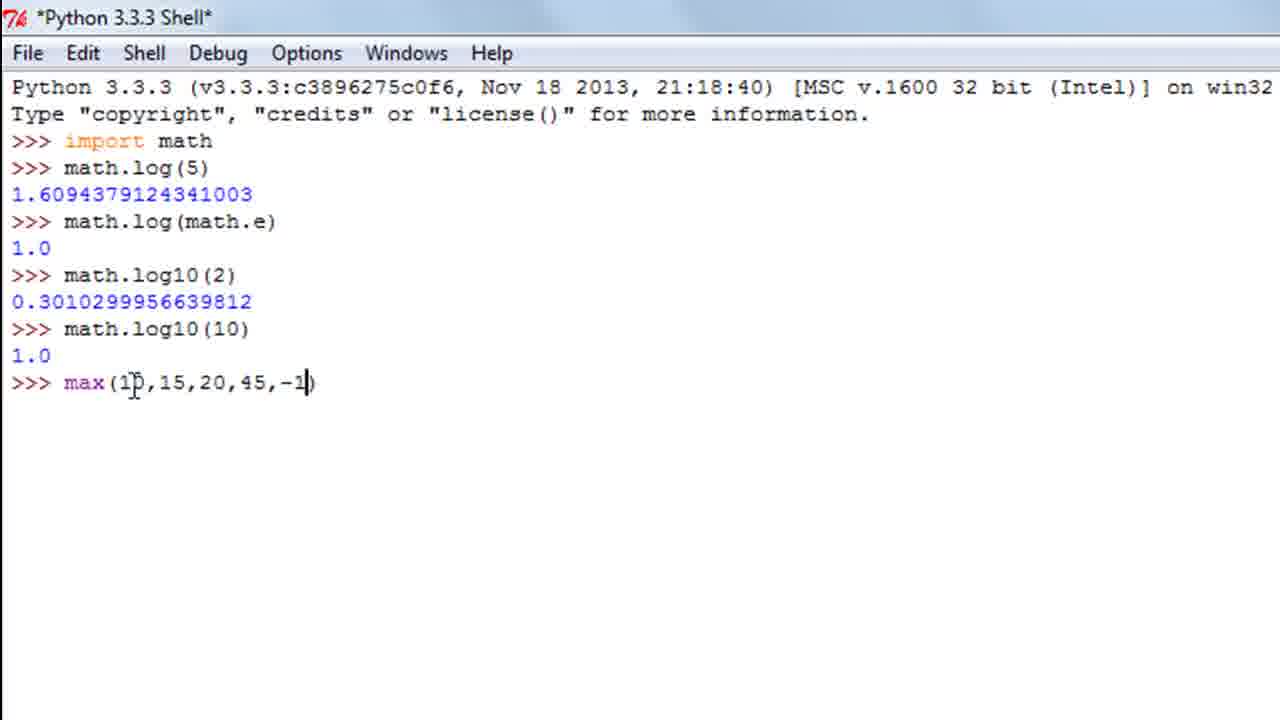 *Python 3.3.3 Shell*
File Edit Shell Debug Options Windows Help
Python 3.3.3 (v3.3.3:c3896275c0f6, Nov 18 2013, 21:18:40) [MSC v.1600 32 bit (Intel)] on win32
Type "copyright", "credits" or "license()" for more information.
>>> import math
>>> math.log(5)
1.6094379124341003
>>> math.log(math.e)
1.0
>>> math.log10(2)
0.3010299956639812
>>> math.log10(10)
1.0
>>> max(10,15,20,45,-1)